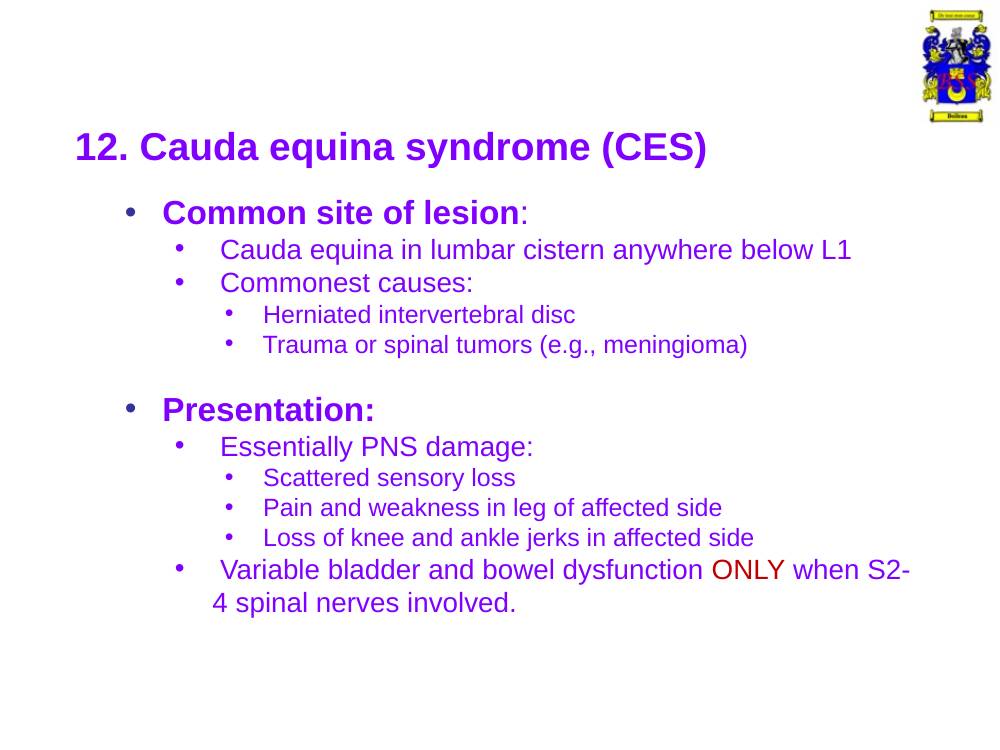 12. Cauda equina syndrome (CES)
• Common site of lesion:
• Cauda equina in lumbar cistern anywhere below L1
• Commonest causes:
• Herniated intervertebral disc
• Trauma or spinal tumors (e.g., meningioma)
• Presentation:
• Essentially PNS damage:
• Scattered sensory loss
• Pain and weakness in leg of affected side
• Loss of knee and ankle jerks in affected side
• Variable bladder and bowel dysfunction ONLY when S2-
4 spinal nerves involved.